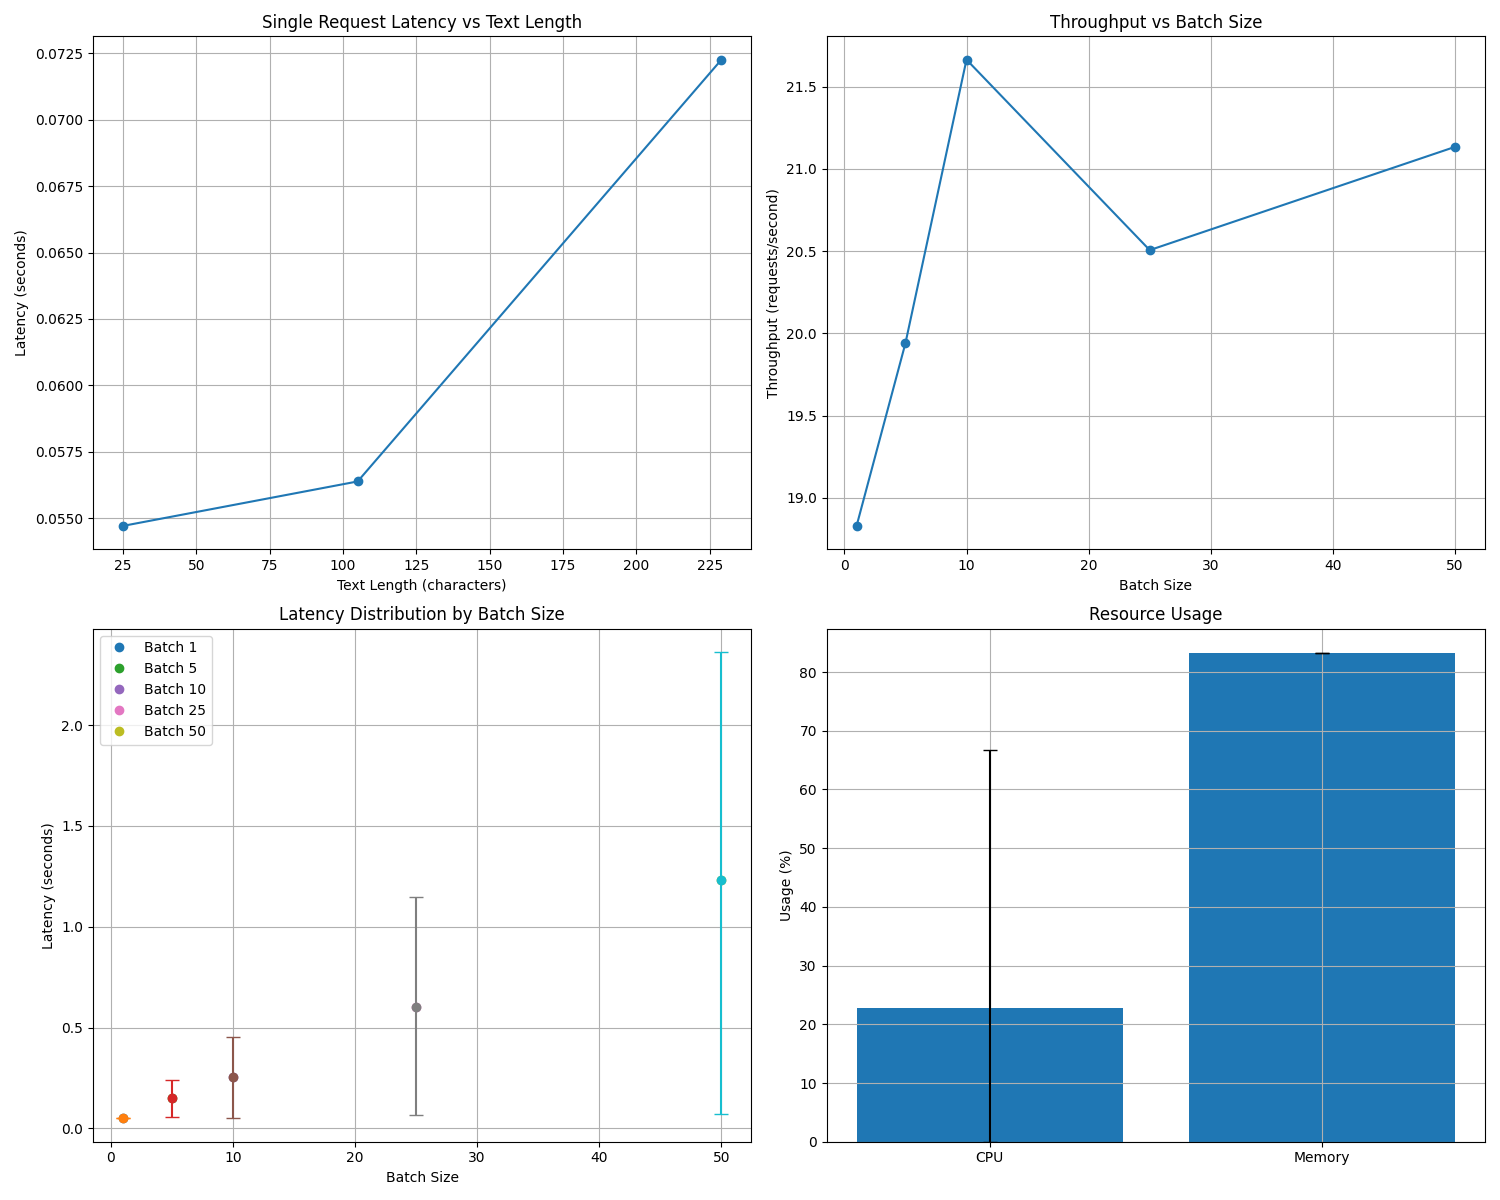 Single Request Latency vs Text Length
0.0725
0.0700
0.0675
0.0650
0.0625
0.0600
0.0575
0.0550
Latency (seconds)
25 50 75 100 125 150 175 200 225
Text Length (characters)
Throughput vs Batch Size
21.5
21.0
20.5
20.0
19.5
19.0
Throughput (requests/second)
0 10 20 30 40 50
Batch Size
Latency Distribution by Batch Size
Batch 1
Batch 5
Batch 10
Batch 25
Batch 50
2.0
1.5
1.0
0.5
0.0
Latency (seconds)
0 10 20 30 40 50
Batch Size
Resource Usage
80
70
60
50
40
30
20
10
0
Usage (%)
CPU Memory